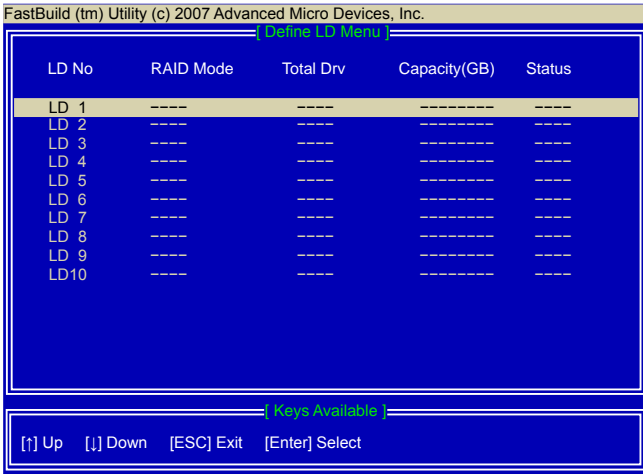 FastBuild (tm) Utility (c) 2007 Advanced Micro Devices, Inc.
[ Define LD Menu ]
LD No RAID Mode Total Drv Capacity(GB) Status
LD 1 ---- ---- -------- ----
LD 2 ---- ---- -------- ----
LD 3 ---- ---- -------- ----
LD 4 ---- ---- -------- ----
LD 5 ---- ---- -------- ----
LD 6 ---- ---- -------- ----
LD 7 ---- ---- -------- ----
LD 8 ---- ---- -------- ----
LD 9 ---- ---- -------- ----
LD10 ---- ---- -------- ----
[ Keys Available ]
[↑] Up [↓] Down [ESC] Exit [Enter] Select